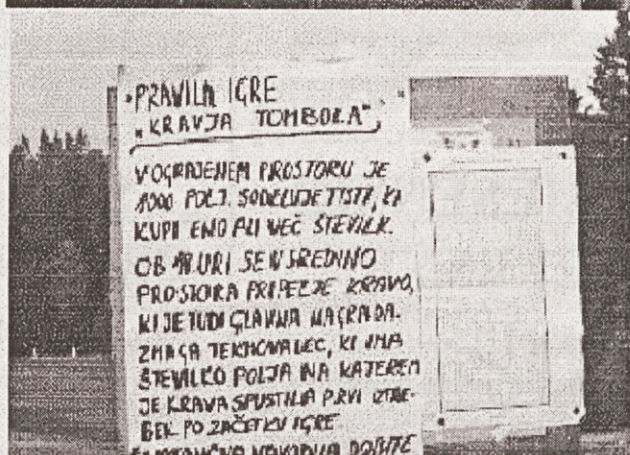 PRAVILA IGRE
"KRAVJA TOMBOLA"
V OGRAJENEM PROSTORU JE
1000 POLJ. SODELUJE TISTI, KI
KUPI ENO ALI VEČ ŠTEVILK.
OB URI SE V SREDINO
PROSTORA PRIPELJE KRAVO,
KI JE TUDI GLAVNA NAGRADA.
ZMAGA TEKMOVALEC, KI IMA
ŠTEVILKO POLJA NA KATEREM
JE KRAVA SPUSTILA PRVI IZTRE-
BEK PO ZAČETKU IGRE.
NAVODILA DOBITE